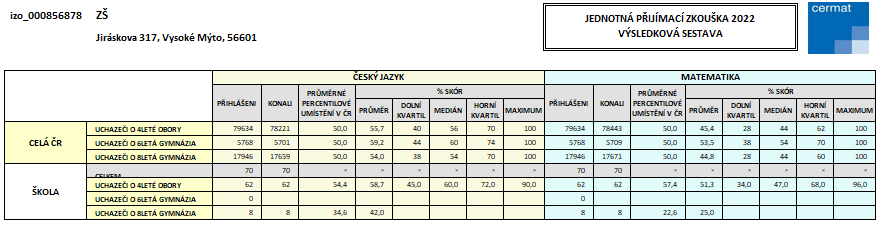 izo_000856878 ZŠ
Jiráskova 317, Vysoké Mýto, 56601
JEDNOTNÁ PŘIJÍMACÍ ZKOUŠKA 2022
VÝSLEDKOVÁ SESTAVA
cermat
ČESKÝ JAZYK MATEMATIKA
PŘIHLÁŠENI KONALI PRŮMĚRNÉ PERCENTILOVÉ UMÍSTĚNÍ V ČR % SKÓR PŘIHLÁŠENI KONALI PRŮMĚRNÉ PERCENTILOVÉ UMÍSTĚNÍ V ČR % SKÓR
PRŮMĚR DOLNÍ KVARTIL MEDIÁN HORNÍ KVARTIL MAXIMUM PRŮMĚR DOLNÍ KVARTIL MEDIÁN HORNÍ KVARTIL MAXIMUM
CELÁ ČR
UCHAZEČI O 4LETÉ OBORY 79634 78221 50,0 55,7 40 56 70 100 79634 78443 50,0 45,4 28 44 62 100
UCHAZEČI O 6LETÁ GYMNÁZIA 5768 5701 50,0 59,2 44 60 74 100 5768 5709 50,0 53,5 38 54 70 100
UCHAZEČI O 8LETÁ GYMNÁZIA 17946 17659 50,0 54,0 38 54 70 100 17946 17671 50,0 44,8 28 44 60 100
ŠKOLA
CELKEM 70 70 × × × × × × 70 70 × × × × × ×
UCHAZEČI O 4LETÉ OBORY 62 62 54,4 58,7 45,0 60,0 72,0 90,0 62 62 57,4 51,3 34,0 47,0 68,0 96,0
UCHAZEČI O 6LETÁ GYMNÁZIA 0 0
UCHAZEČI O 8LETÁ GYMNÁZIA 8 8 34,6 42,0 8 8 22,6 25,0